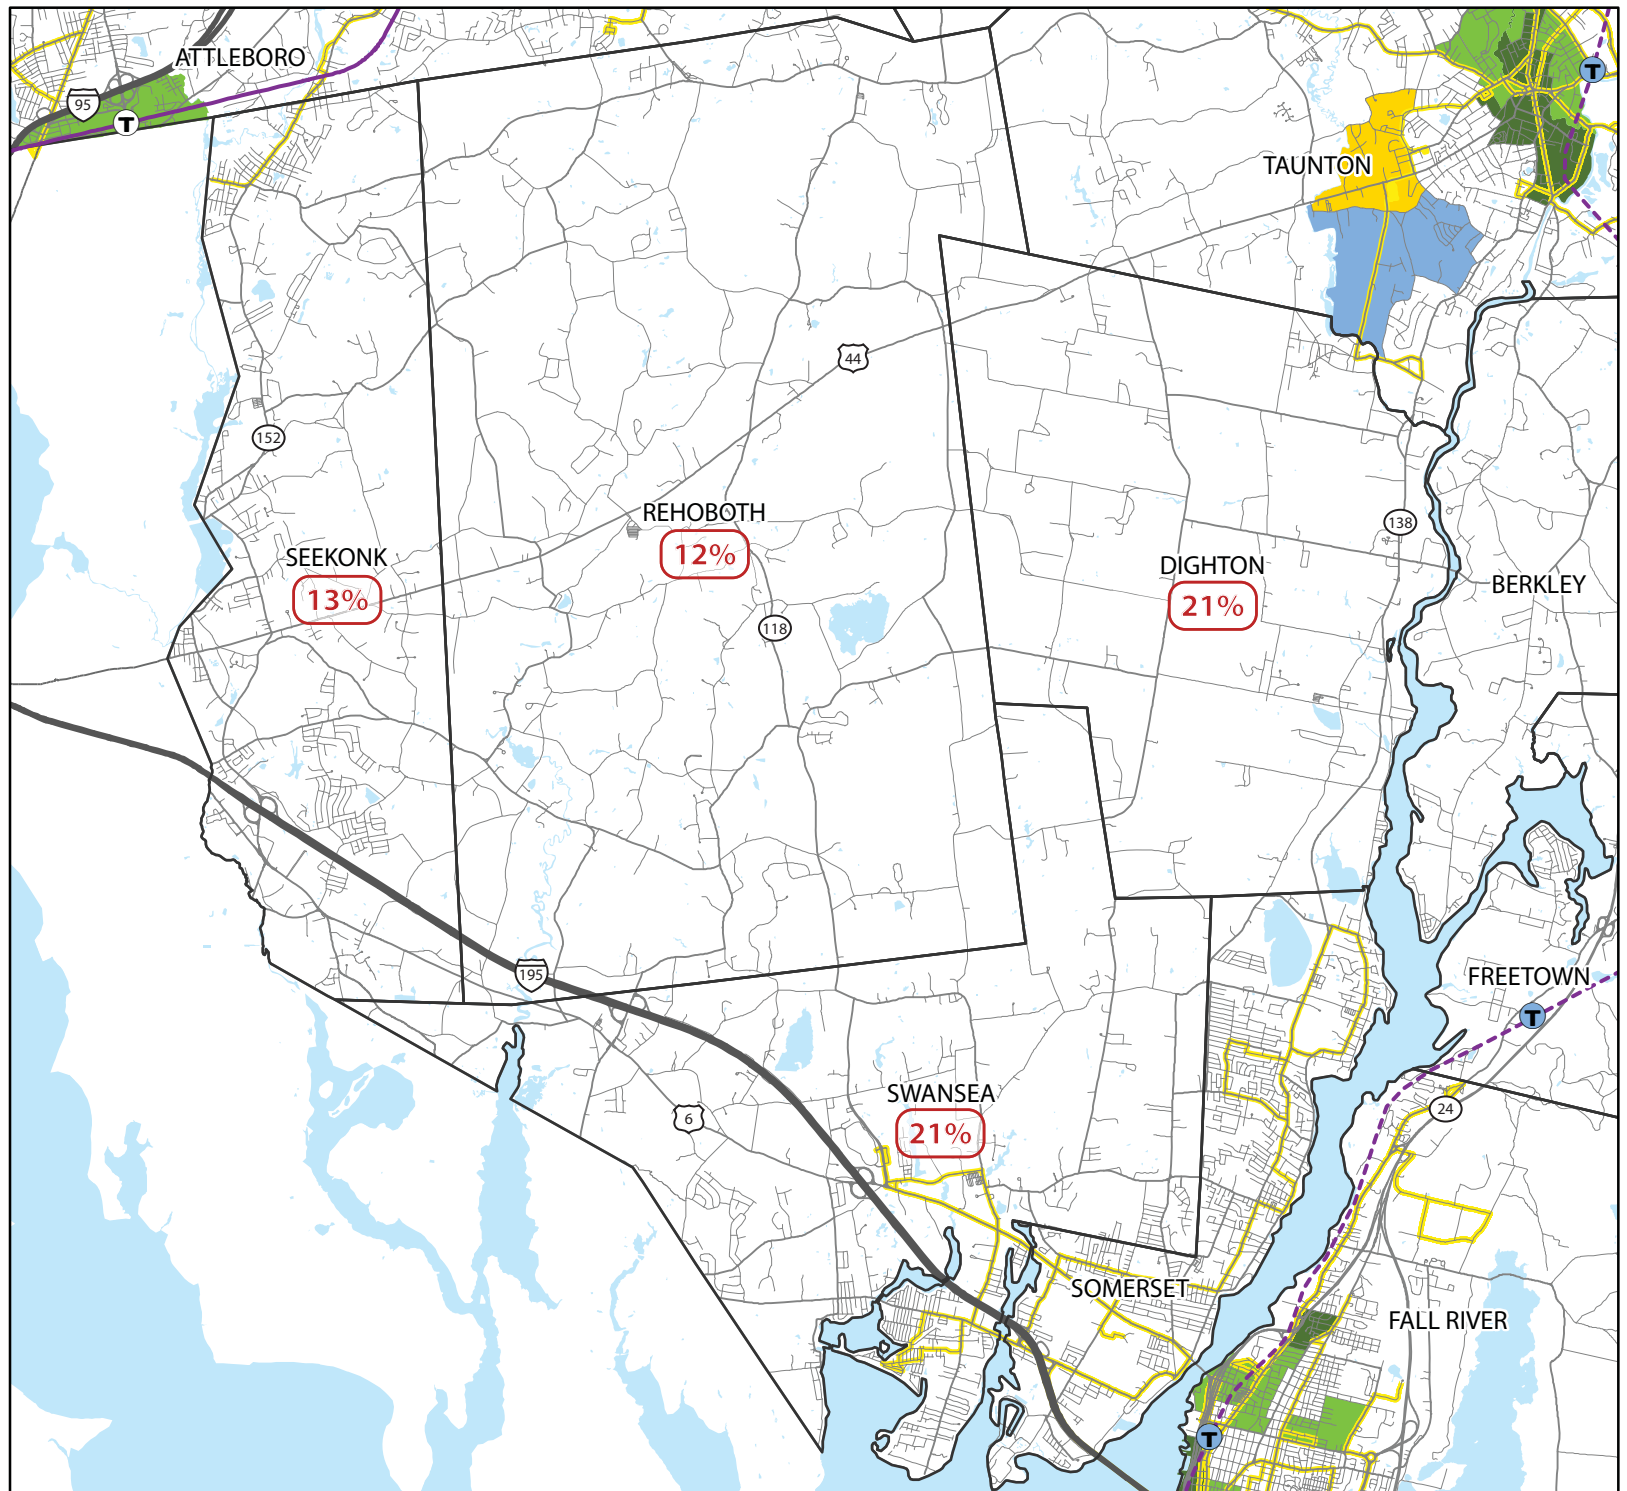 ATTLEBORO
95
T
T
TAUNTON
44
152
138
REHOBOTH
12%
SEEKONK
13%
DIGHTON
21%
BERKLEY
118
195
FREETOWN
T
SWANSEA
21%
6
24
SOMERSET
FALL RIVER
T